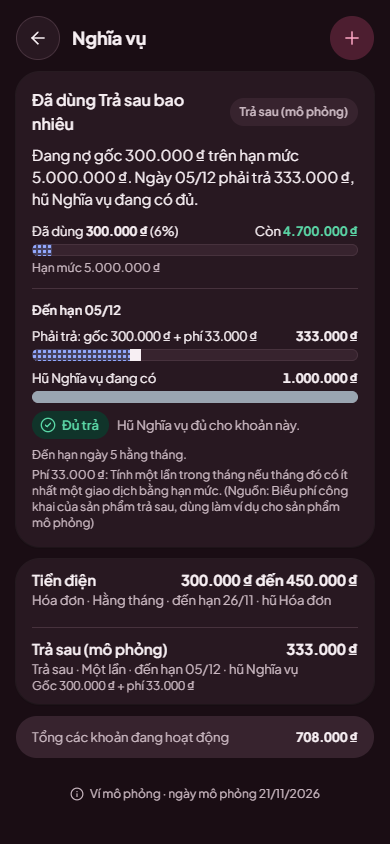 Nghĩa vụ
Đã dùng Trả sau bao
nhiêu
Trả sau (mô phỏng)
Đang nợ gốc 300.000 ₫ trên hạn mức
5.000.000 ₫. Ngày 05/12 phải trả 333.000 ₫,
hũ Nghĩa vụ đang có đủ.
Đã dùng 300.000 ₫ (6%)
Còn 4.700.000 ₫
Hạn mức 5.000.000 ₫
Đến hạn 05/12
Phải trả: gốc 300.000 ₫ + phí 33.000 ₫
333.000 ₫
Hũ Nghĩa vụ đang có
1.000.000 ₫
Đủ trả
Hũ Nghĩa vụ đủ cho khoản này.
Đến hạn ngày 5 hằng tháng.
Phí 33.000 ₫: Tính một lần trong tháng nếu tháng đó có ít
nhất một giao dịch bằng hạn mức. (Nguồn: Biểu phí công
khai của sản phẩm trả sau, dùng làm ví dụ cho sản phẩm
mô phỏng)
Tiền điện
300.000 ₫ đến 450.000 ₫
Hóa đơn · Hằng tháng · đến hạn 26/11 · hũ Hóa đơn
Trả sau (mô phỏng)
333.000 ₫
Trả sau · Một lần · đến hạn 05/12 · hũ Nghĩa vụ
Gốc 300.000 ₫ + phí 33.000 ₫
Tổng các khoản đang hoạt động
708.000 ₫
Ví mô phỏng · ngày mô phỏng 21/11/2026